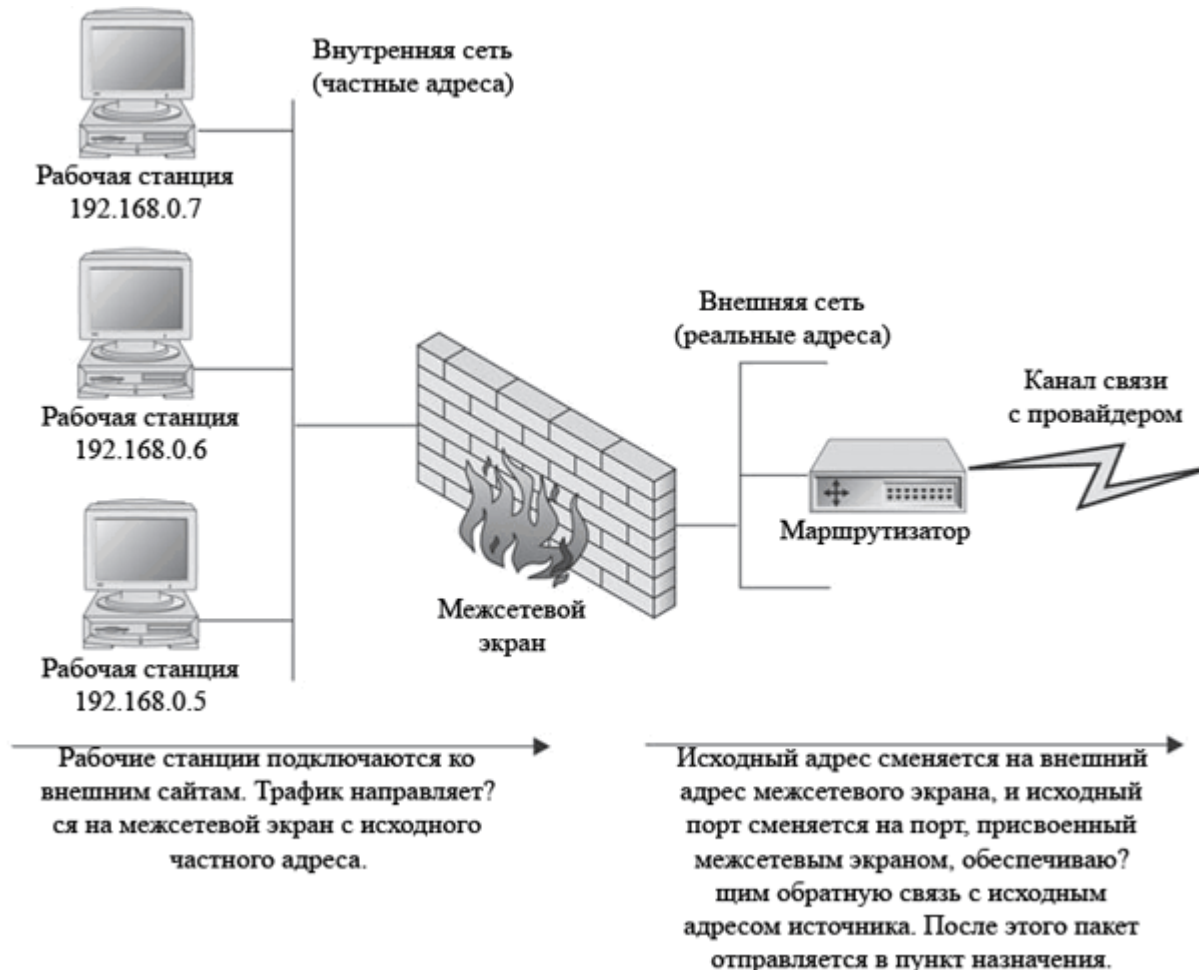 Внутренняя сеть
(частные адреса)
Рабочая станция
192.168.0.7
Рабочая станция
192.168.0.6
Рабочая станция
192.168.0.5
Межсетевой
экран
Внешняя сеть
(реальные адреса)
Маршрутизатор
Канал связи
с провайдером
Рабочие станции подключаются ко
внешним сайтам. Трафик направляет?
ся на межсетевой экран с исходного
частного адреса.
Исходный адрес сменяется на внешний
адрес межсетевого экрана, и исходный
порт сменяется на порт, присвоенный
межсетевым экраном, обеспечиваю?
щим обратную связь с исходным
адресом источника. После этого пакет
отправляется в пункт назначения.